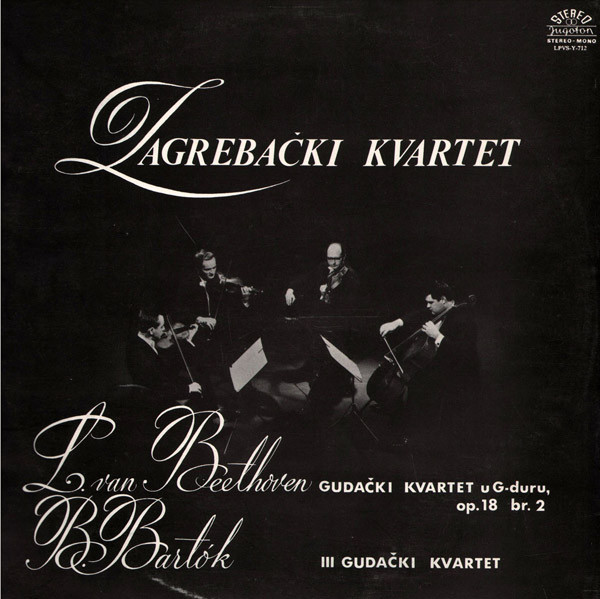 STEREO
Jugoton
STEREO-MONO
LPVS-Y-712
ZAGREBAČKI KVARTET
L. van Beethoven GUDAČKI KVARTET u G-duru,
op.18 br. 2
B. Bartók III GUDAČKI KVARTET